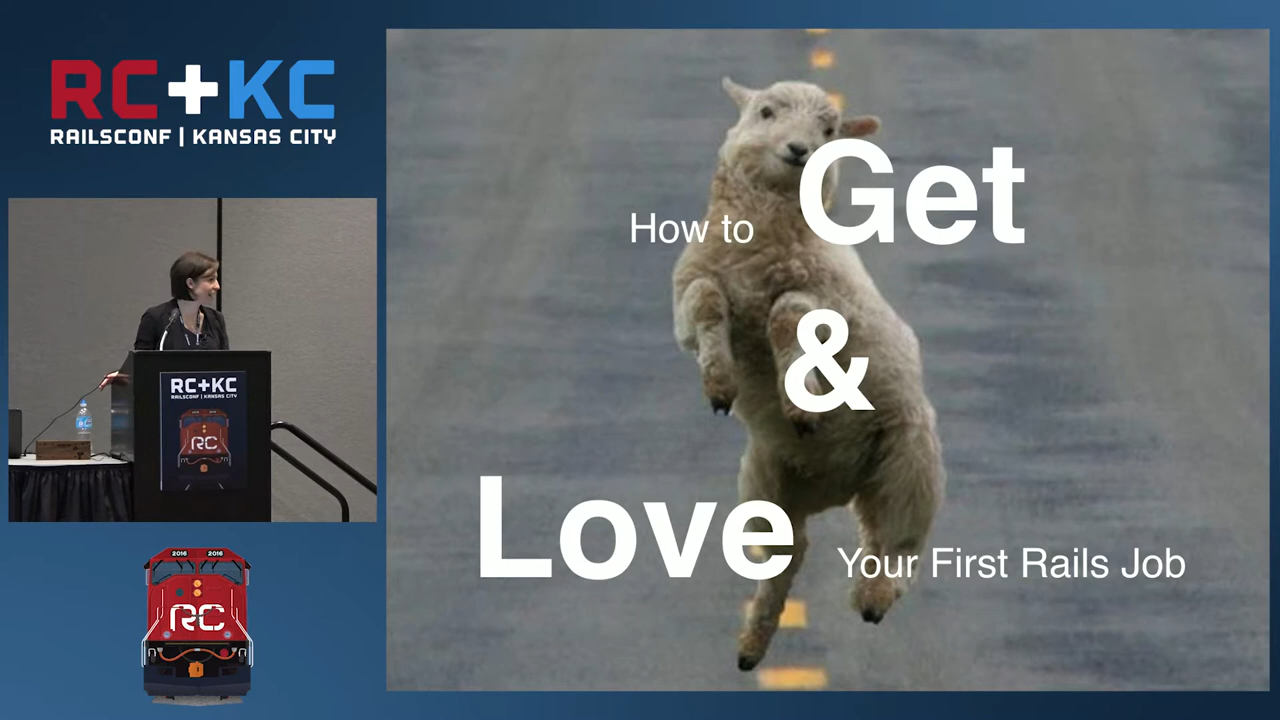 RC+KC
RAILSCONF | KANSAS CITY
How to Get
&
Love Your First Rails Job
RC+KC
RAILSCONF | KANSAS CITY
RC
2016 2016
RC